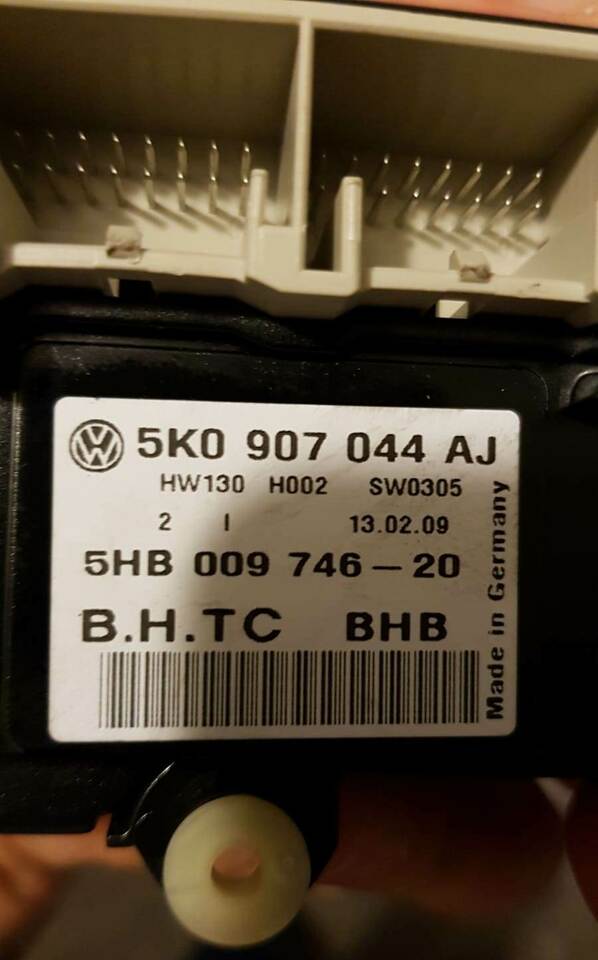 VW 5K0 907 044 AJ
HW130 H002 SW0305
2 I 13.02.09
5HB 009 746-20
B.H.TC BHB
Made in Germany